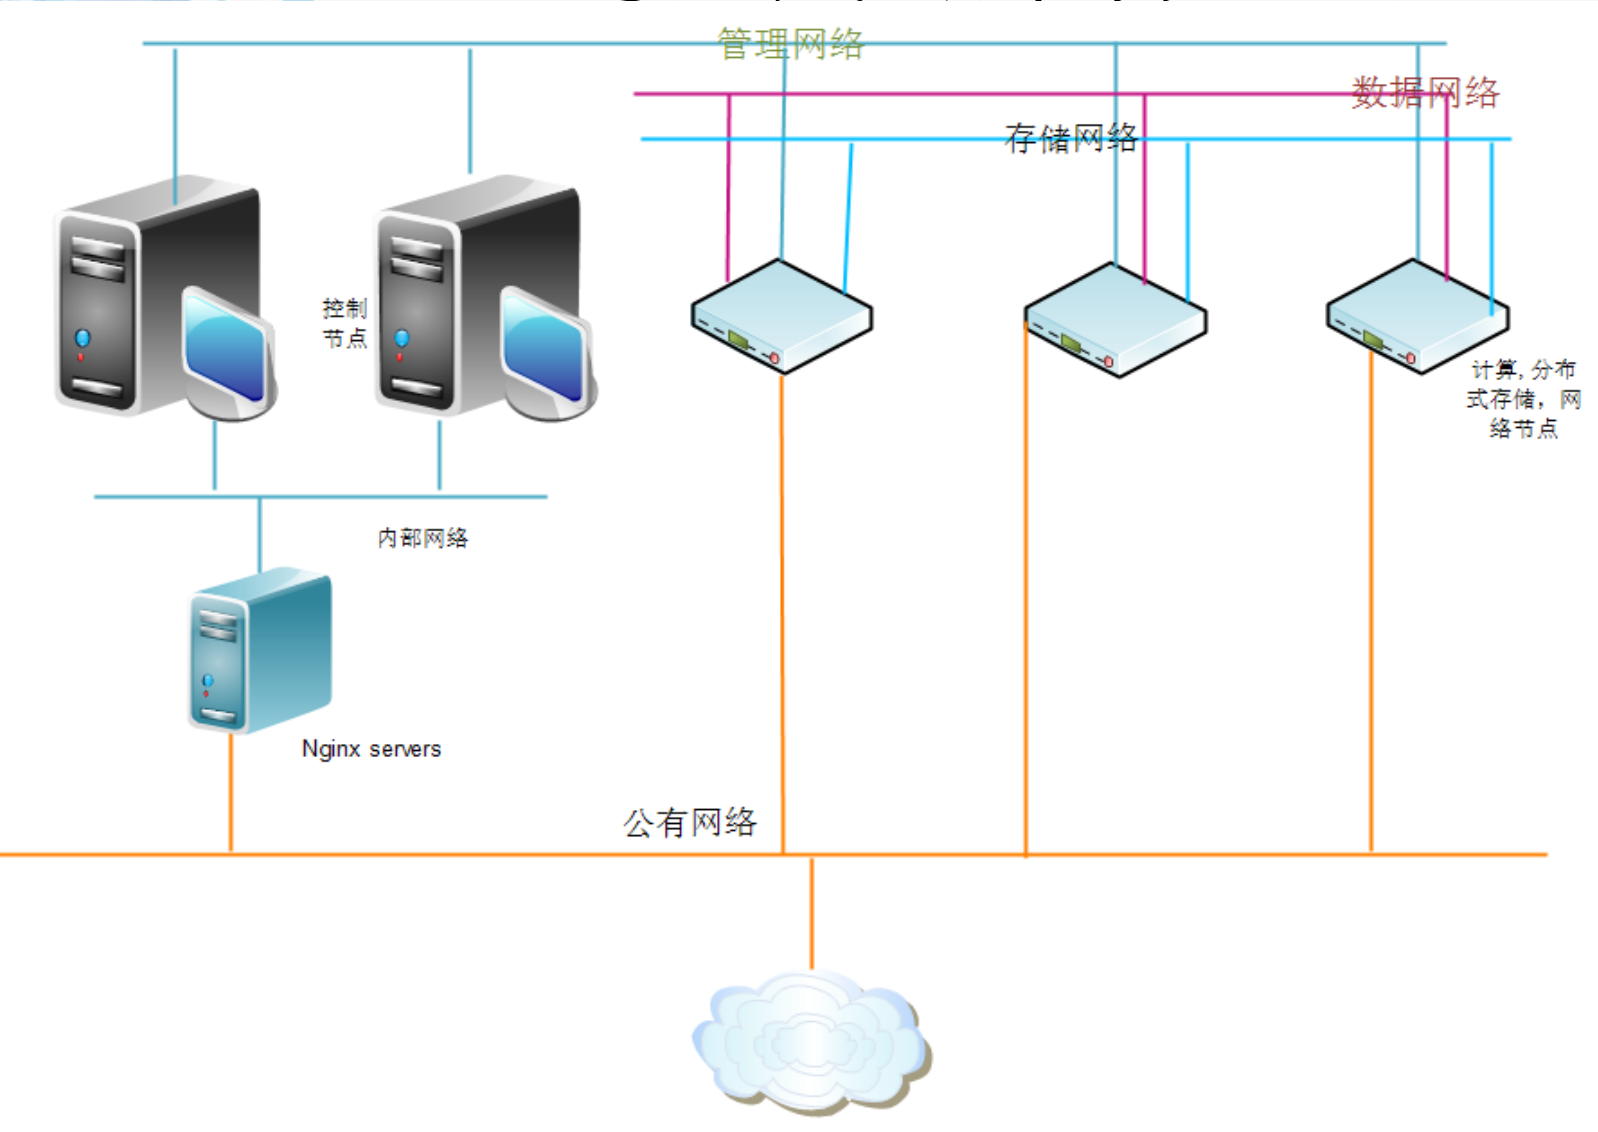 管理网络
数据网络
存储网络
控制
节点
计算, 分布
式存储，网
络节点
内部网络
Nginx servers
公有网络